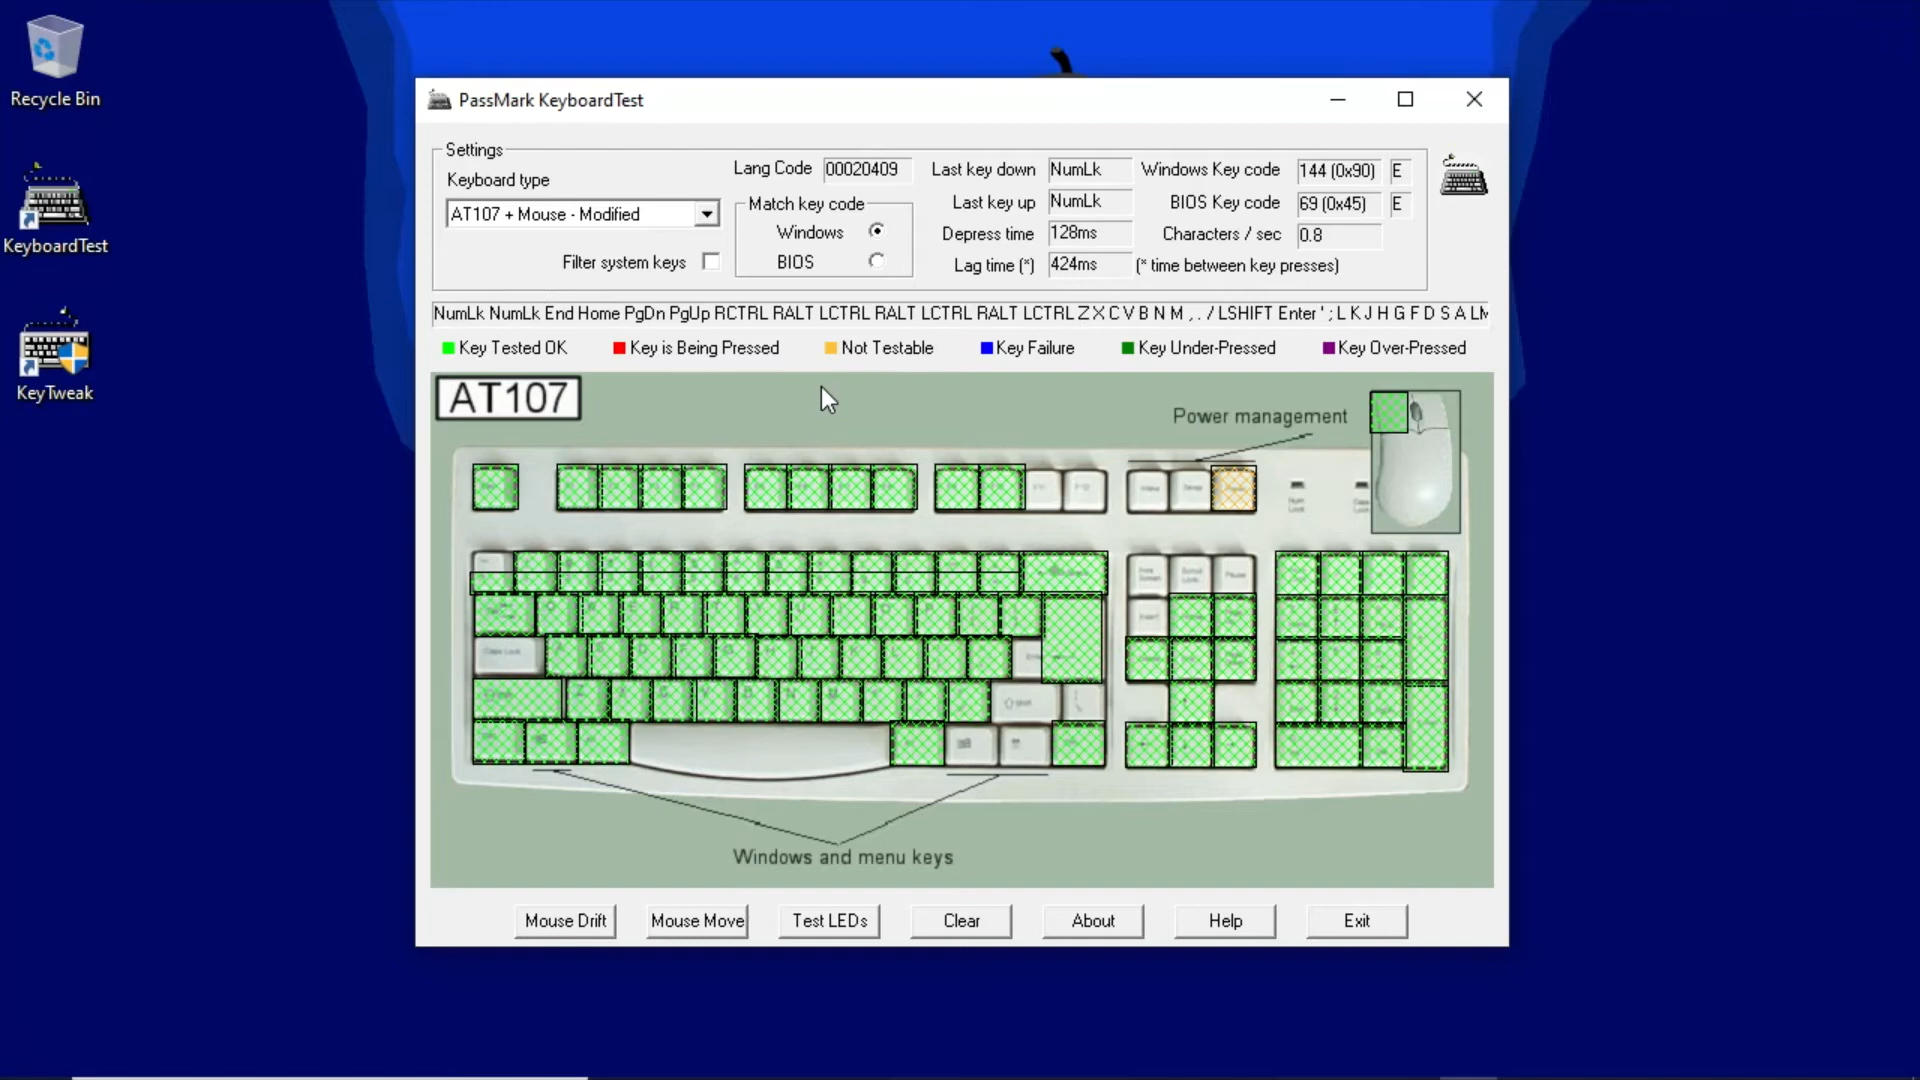 Recycle Bin
KeyboardTest
KeyTweak
PassMark KeyboardTest
Settings
Keyboard type
AT107 + Mouse - Modified
Filter system keys
Lang Code 00020409
Match key code
Windows
BIOS
Last key down NumLk
Last key up NumLk
Depress time 128ms
Lag time (*) 424ms
Windows Key code 144 (0x90) E
BIOS Key code 69 (0x45) E
Characters / sec 0.8
(* time between key presses)
NumLk NumLk End Home PgDn PgUp RCTRL RALT LCTRL RALT LCTRL RALT LCTRL Z X C V B N M , . / LSHIFT Enter ' ; L K J H G F D S A
Key Tested OK
Key is Being Pressed
Not Testable
Key Failure
Key Under-Pressed
Key Over-Pressed
AT107
Power management
Num Lock
Caps Lock
Windows and menu keys
Mouse Drift
Mouse Move
Test LEDs
Clear
About
Help
Exit